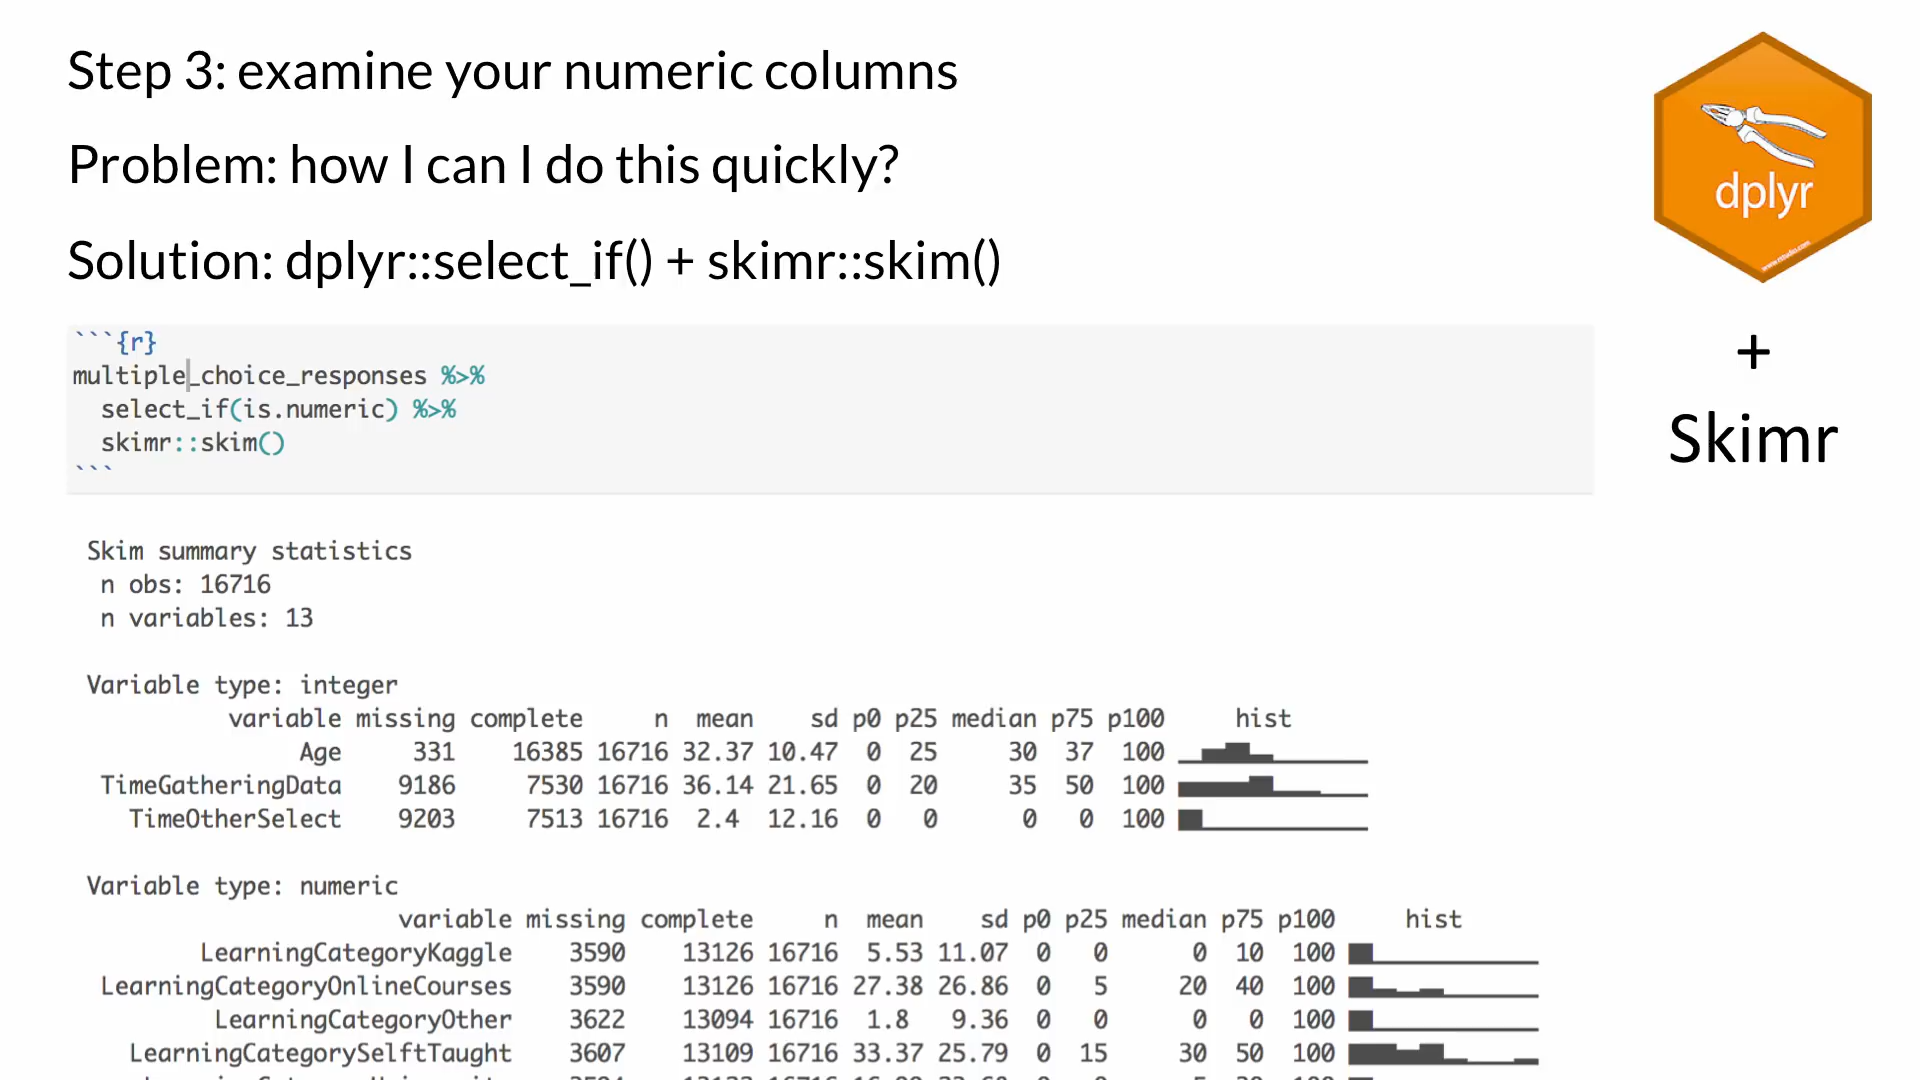 Step 3: examine your numeric columns
Problem: how I can I do this quickly?
Solution: dplyr::select_if() + skimr::skim()
dplyr
www.rstudio.com
+
Skimr
```{r}
multiple_choice_responses %>%
select_if(is.numeric) %>%
skimr::skim()
```
Skim summary statistics
n obs: 16716
n variables: 13
Variable type: integer
variable missing complete n mean sd p0 p25 median p75 p100 hist
Age 331 16385 16716 32.37 10.47 0 25 30 37 100
TimeGatheringData 9186 7530 16716 36.14 21.65 0 20 35 50 100
TimeOtherSelect 9203 7513 16716 2.4 12.16 0 0 0 0 100
Variable type: numeric
variable missing complete n mean sd p0 p25 median p75 p100 hist
LearningCategoryKaggle 3590 13126 16716 5.53 11.07 0 0 0 10 100
LearningCategoryOnlineCourses 3590 13126 16716 27.38 26.86 0 5 20 40 100
LearningCategoryOther 3622 13094 16716 1.8 9.36 0 0 0 0 100
LearningCategorySelftTaught 3607 13109 16716 33.37 25.79 0 15 30 50 100